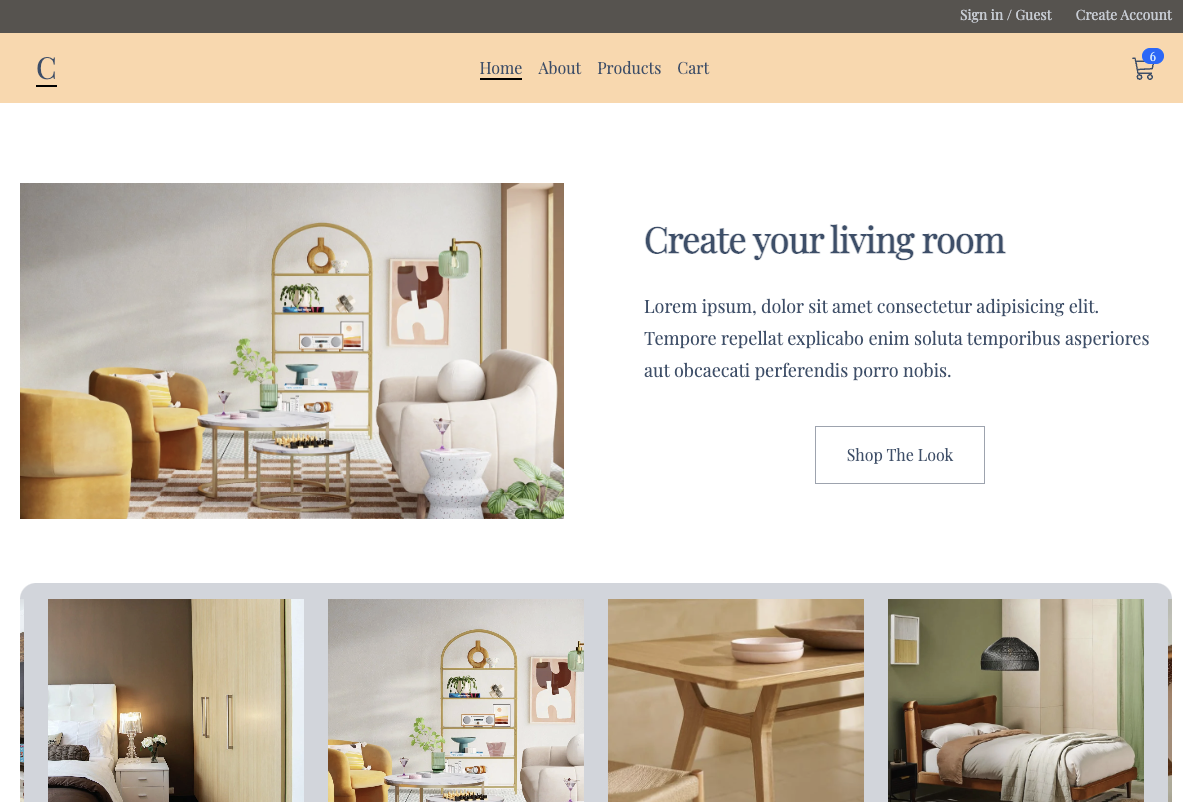 Sign in / Guest Create Account
C
Home About Products Cart
6
Create your living room
Lorem ipsum, dolor sit amet consectetur adipisicing elit.
Tempore repellat explicabo enim soluta temporibus asperiores
aut obcaecati perferendis porro nobis.
Shop The Look